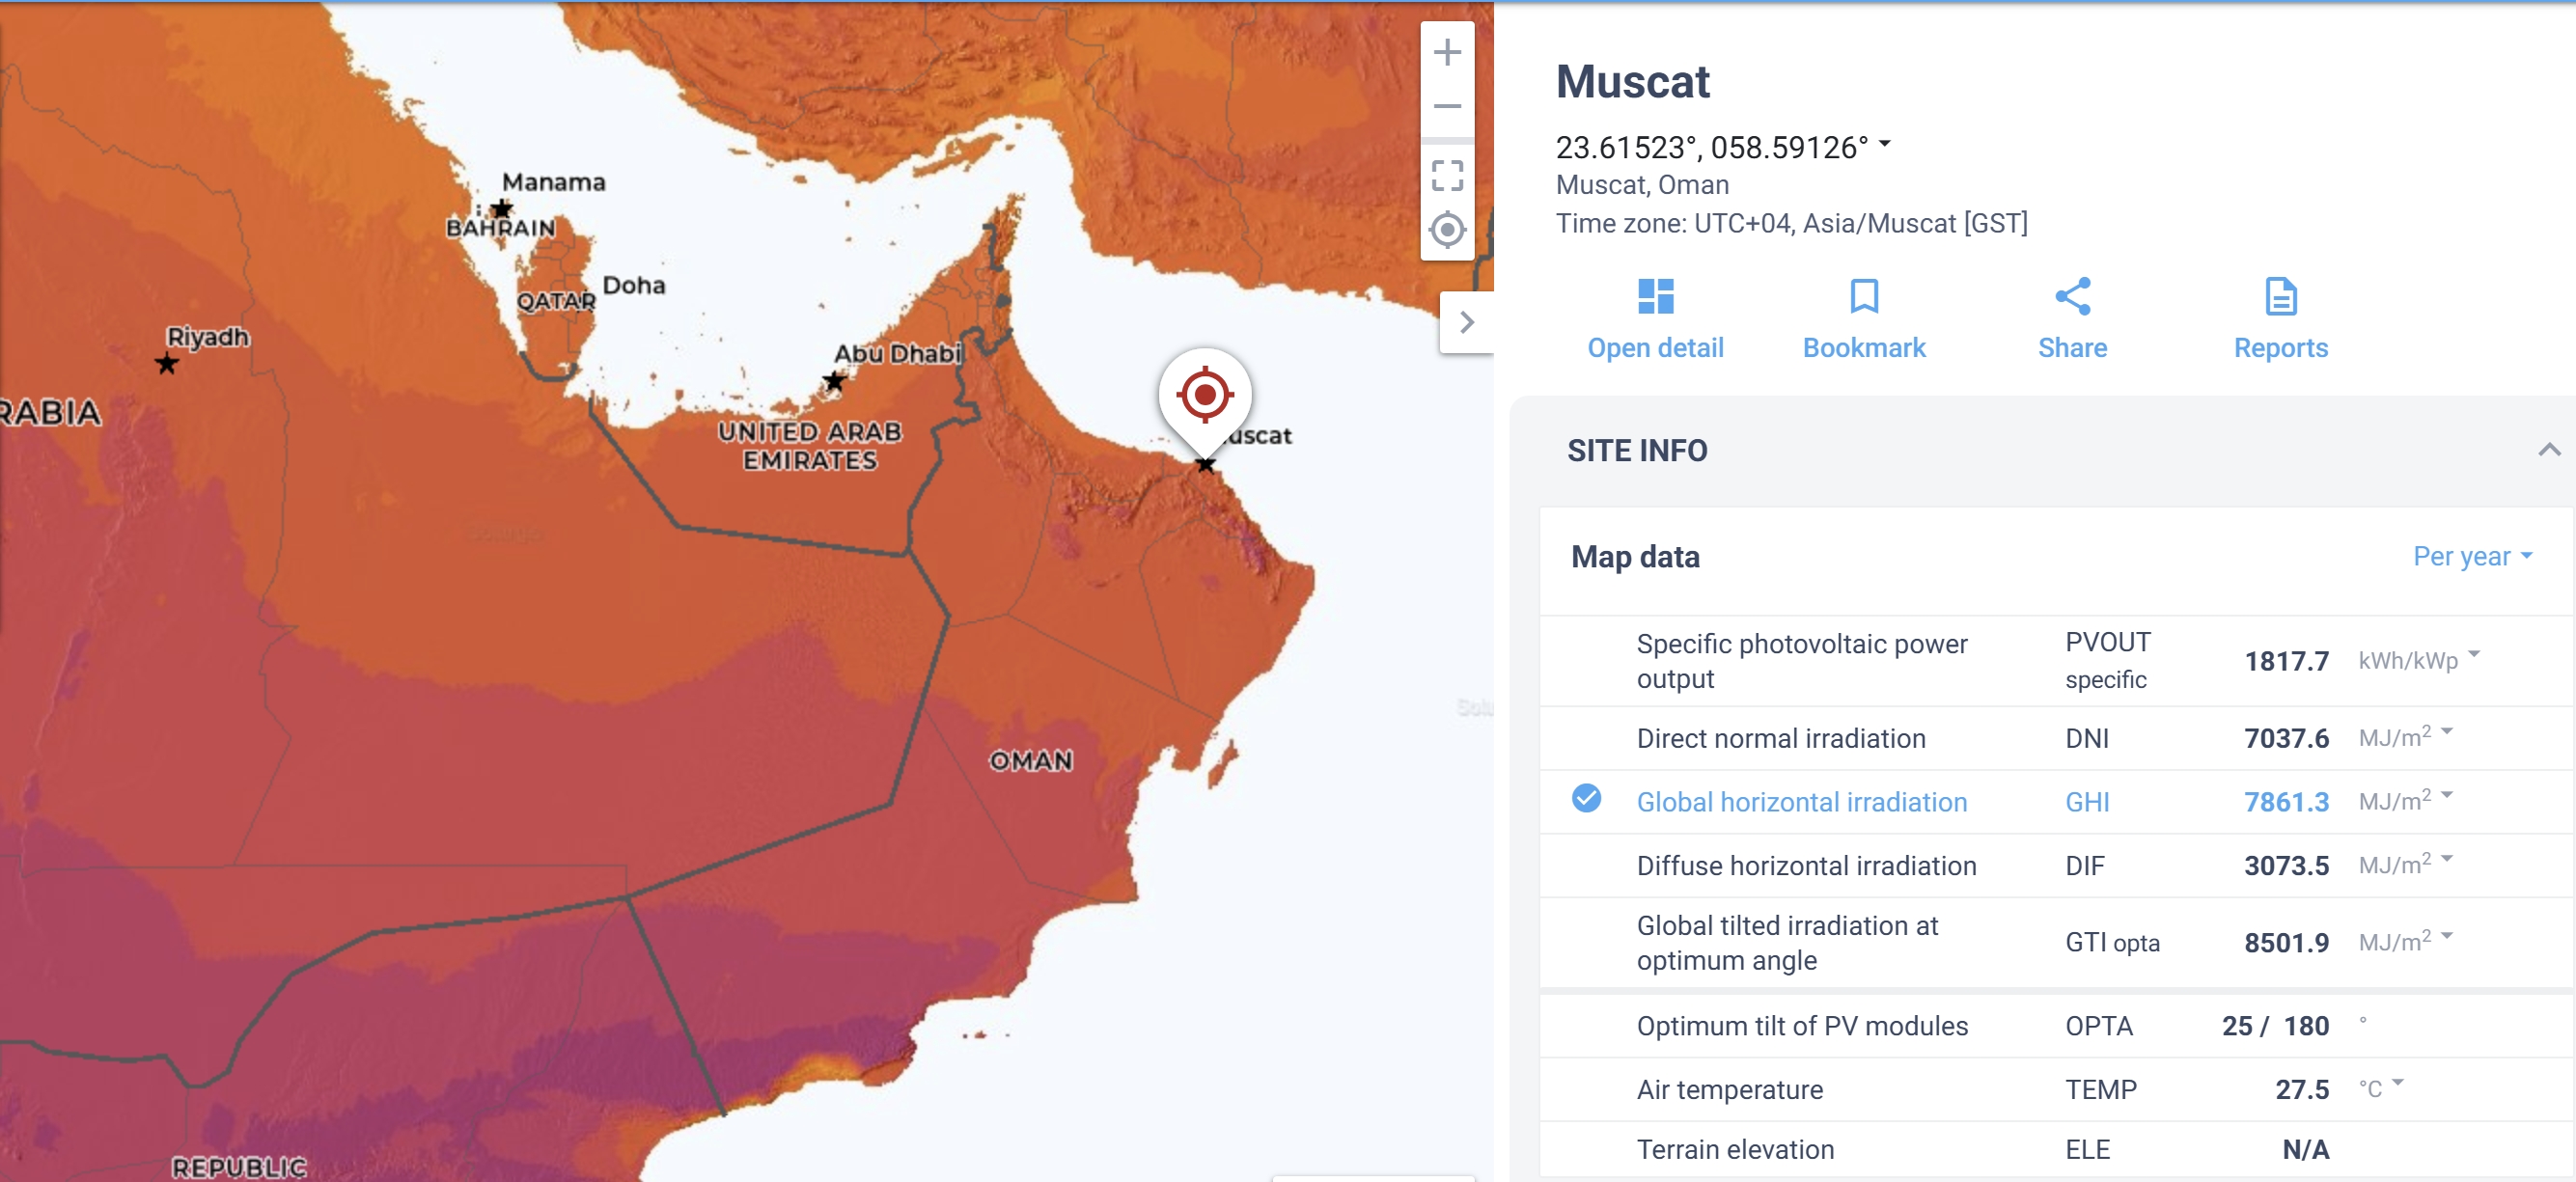 Manama
BAHRAIN
Doha
QATAR
Riyadh
RABIA
Abu Dhabi
UNITED ARAB
EMIRATES
uscat
OMAN
REPUBLIC
Muscat
23.61523°, 058.59126°
Muscat, Oman
Time zone: UTC+04, Asia/Muscat [GST]
Open detail Bookmark Share Reports
SITE INFO
Map data Per year
Specific photovoltaic power
output PVOUT
specific 1817.7 kWh/kWp
Direct normal irradiation DNI 7037.6 MJ/m²
Global horizontal irradiation GHI 7861.3 MJ/m²
Diffuse horizontal irradiation DIF 3073.5 MJ/m²
Global tilted irradiation at
optimum angle GTI opta 8501.9 MJ/m²
Optimum tilt of PV modules OPTA 25 / 180 °
Air temperature TEMP 27.5 °C
Terrain elevation ELE N/A